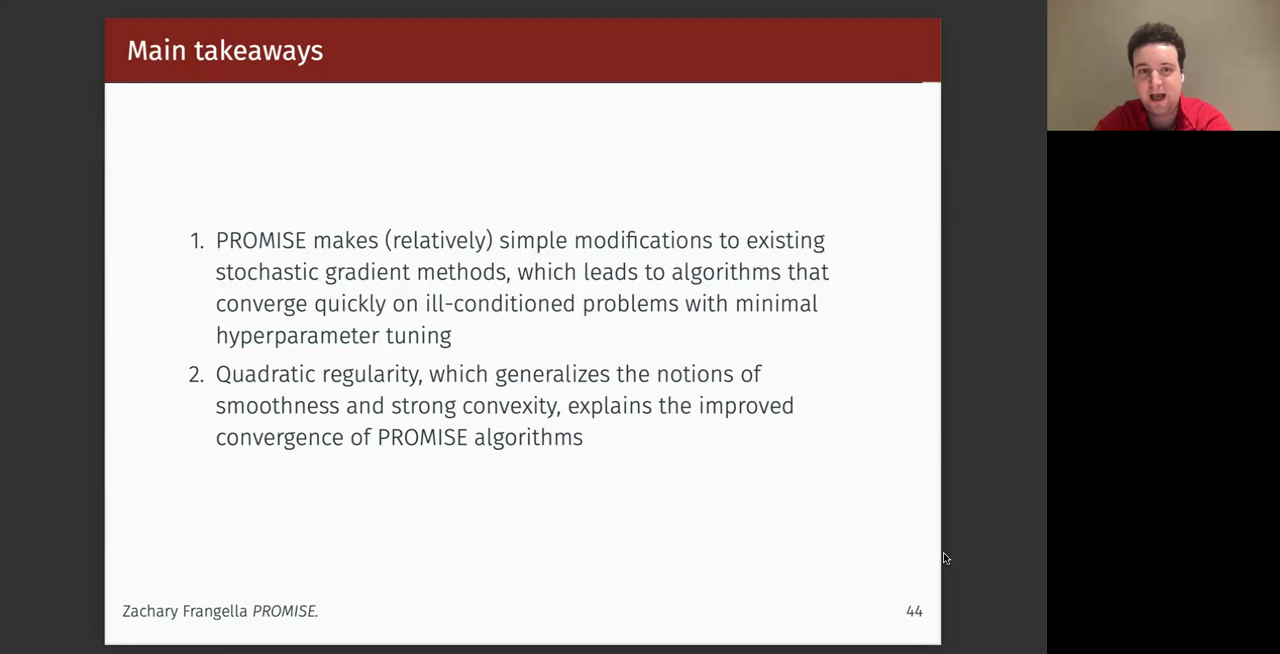 Main takeaways
1. PROMISE makes (relatively) simple modifications to existing
stochastic gradient methods, which leads to algorithms that
converge quickly on ill-conditioned problems with minimal
hyperparameter tuning
2. Quadratic regularity, which generalizes the notions of
smoothness and strong convexity, explains the improved
convergence of PROMISE algorithms
Zachary Frangella PROMISE.
44